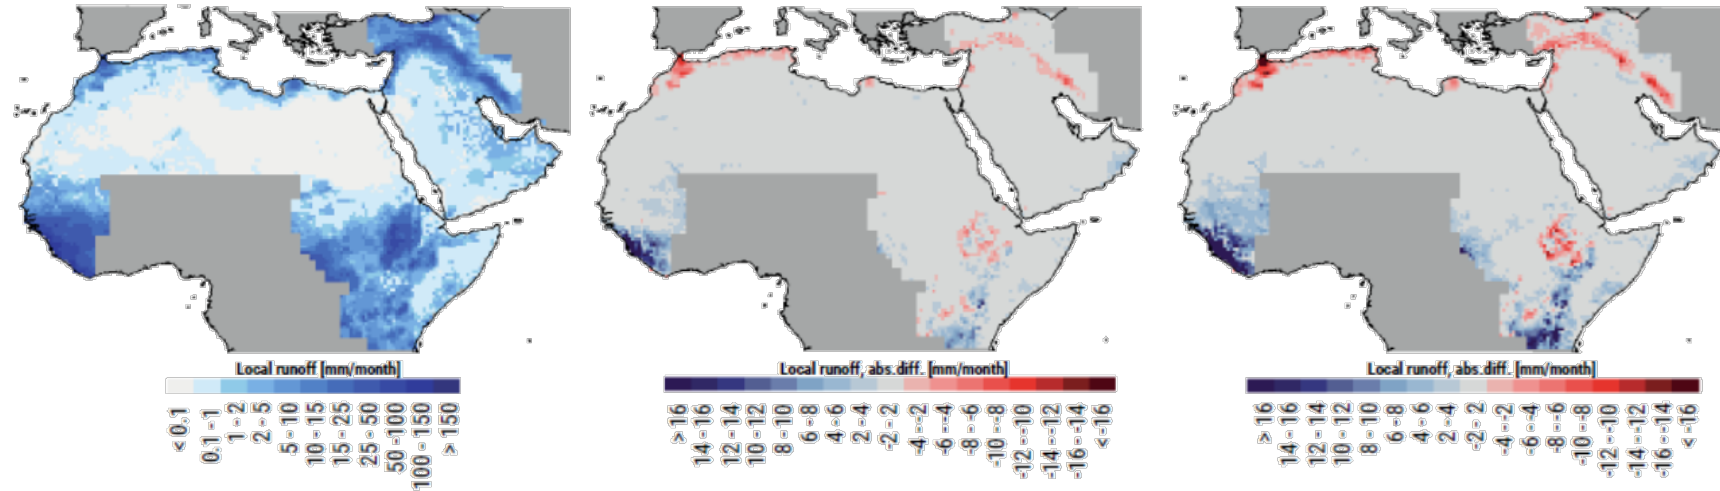 Local runoff [mm/month]
< 0.1
0.1 - 1
1 - 2
2 - 5
5 - 10
10 - 15
15 - 25
25 - 50
50 -100
100 - 150
> 150
Local runoff, abs.diff. [mm/month]
> 16
14 - 16
12 - 14
10 - 12
8 - 10
6 - 8
4 - 6
2 - 4
-2 - 2
-4 - -2
-6 - -4
-8 - -6
-10 - -8
-12 - -10
-14 - -12
-16 - -14
< -16
Local runoff, abs.diff. [mm/month]
> 16
14 - 16
12 - 14
10 - 12
8 - 10
6 - 8
4 - 6
2 - 4
-2 - 2
-4 - -2
-6 - -4
-8 - -6
-10 - -8
-12 - -10
-14 - -12
-16 - -14
< -16